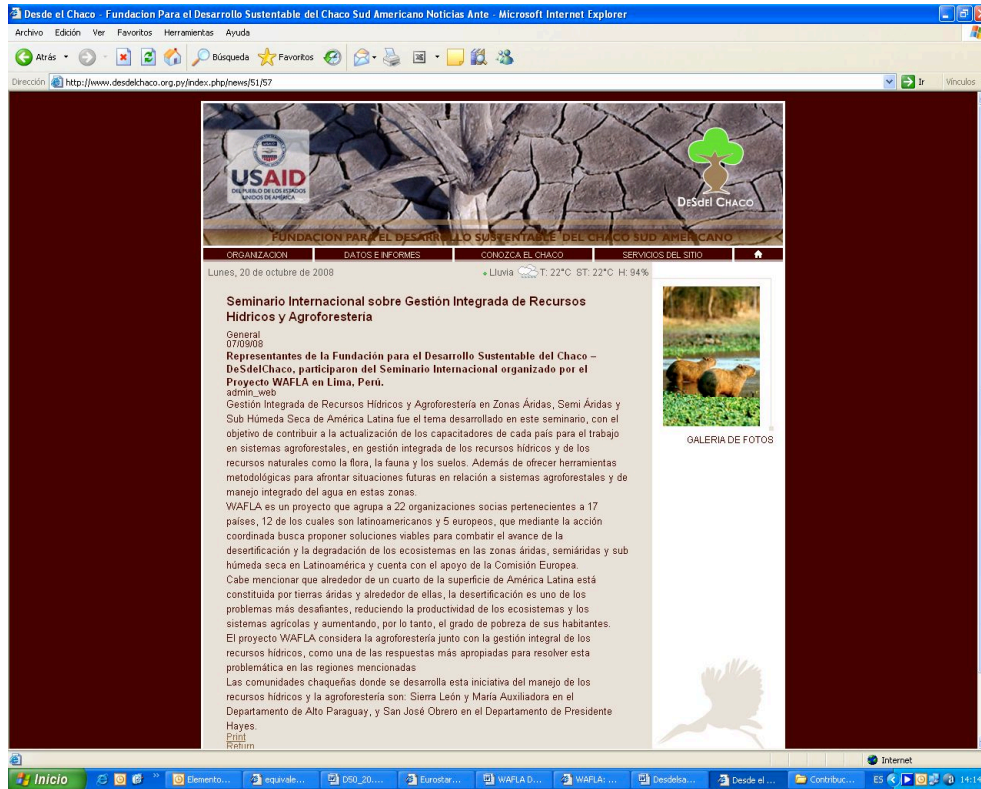 Desde el Chaco - Fundacion Para el Desarrollo Sustentable del Chaco Sud Americano Noticias Ante - Microsoft Internet Explorer
Archivo Edición Ver Favoritos Herramientas Ayuda
Atrás Búsqueda Favoritos
Dirección http://www.desdelchaco.org.py/index.php/news/51/57 Ir Vínculos
USAID
DEL PUEBLO DE LOS ESTADOS
UNIDOS DE AMÉRICA
DeSdel Chaco
FUNDACION PARA EL DESARROLLO SUSTENTABLE DEL CHACO SUD AMERICANO
ORGANIZACION DATOS E INFORMES CONOZCA EL CHACO SERVICIOS DEL SITIO
Lunes, 20 de octubre de 2008 Lluvia T: 22°C ST: 22°C H: 94%
Seminario Internacional sobre Gestión Integrada de Recursos
Hídricos y Agroforestería
General
07/09/08
Representantes de la Fundación para el Desarrollo Sustentable del Chaco –
DeSdelChaco, participaron del Seminario Internacional organizado por el
Proyecto WAFLA en Lima, Perú.
admin_web
Gestión Integrada de Recursos Hídricos y Agroforestería en Zonas Áridas, Semi Áridas y
Sub Húmeda Seca de América Latina fue el tema desarrollado en este seminario, con el
objetivo de contribuir a la actualización de los capacitadores de cada país para el trabajo
en sistemas agroforestales, en gestión integrada de los recursos hídricos y de los
recursos naturales como la flora, la fauna y los suelos. Además de ofrecer herramientas
metodológicas para afrontar situaciones futuras en relación a sistemas agroforestales y de
manejo integrado del agua en estas zonas.
WAFLA es un proyecto que agrupa a 22 organizaciones socias pertenecientes a 17
países, 12 de los cuales son latinoamericanos y 5 europeos, que mediante la acción
coordinada busca proponer soluciones viables para combatir el avance de la
desertificación y la degradación de los ecosistemas en las zonas áridas, semiáridas y sub
húmeda seca en Latinoamérica y cuenta con el apoyo de la Comisión Europea.
Cabe mencionar que alrededor de un cuarto de la superficie de América Latina está
constituida por tierras áridas y alrededor de ellas, la desertificación es uno de los
problemas más desafiantes, reduciendo la productividad de los ecosistemas y los
sistemas agrícolas y aumentando, por lo tanto, el grado de pobreza de sus habitantes.
El proyecto WAFLA considera la agroforestería junto con la gestión integral de los
recursos hídricos, como una de las respuestas más apropiadas para resolver esta
problemática en las regiones mencionadas
Las comunidades chaqueñas donde se desarrolla esta iniciativa del manejo de los
recursos hídricos y la agroforestería son: Sierra León y María Auxiliadora en el
Departamento de Alto Paraguay, y San José Obrero en el Departamento de Presidente
Hayes.
Print
Return
GALERIA DE FOTOS
Internet
Inicio Elemento... equivale... D50_20.... Eurostar... WAFLA D... WAFLA: ... Desdelsa... Desde el ... Contribuc... ES 14:14